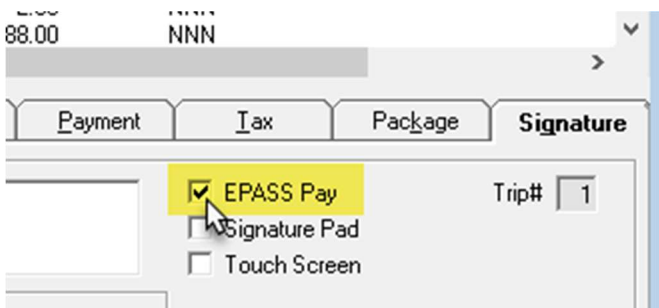 88.00 NNN
Payment Tax Package Signature
EPASS Pay Trip# 1
Signature Pad
Touch Screen